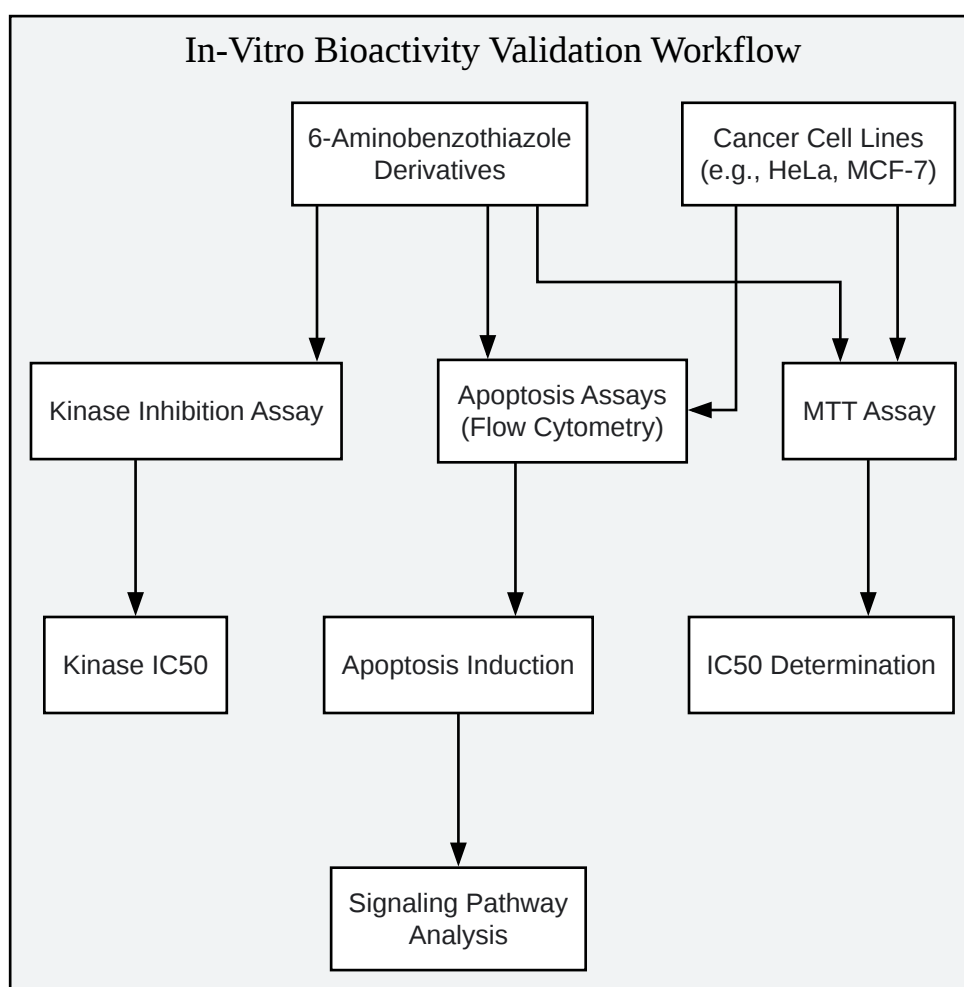 In-Vitro Bioactivity Validation Workflow
6-Aminobenzothiazole
Derivatives
Cancer Cell Lines
(e.g., HeLa, MCF-7)
Kinase Inhibition Assay
Apoptosis Assays
(Flow Cytometry)
MTT Assay
Kinase IC50
Apoptosis Induction
IC50 Determination
Signaling Pathway
Analysis